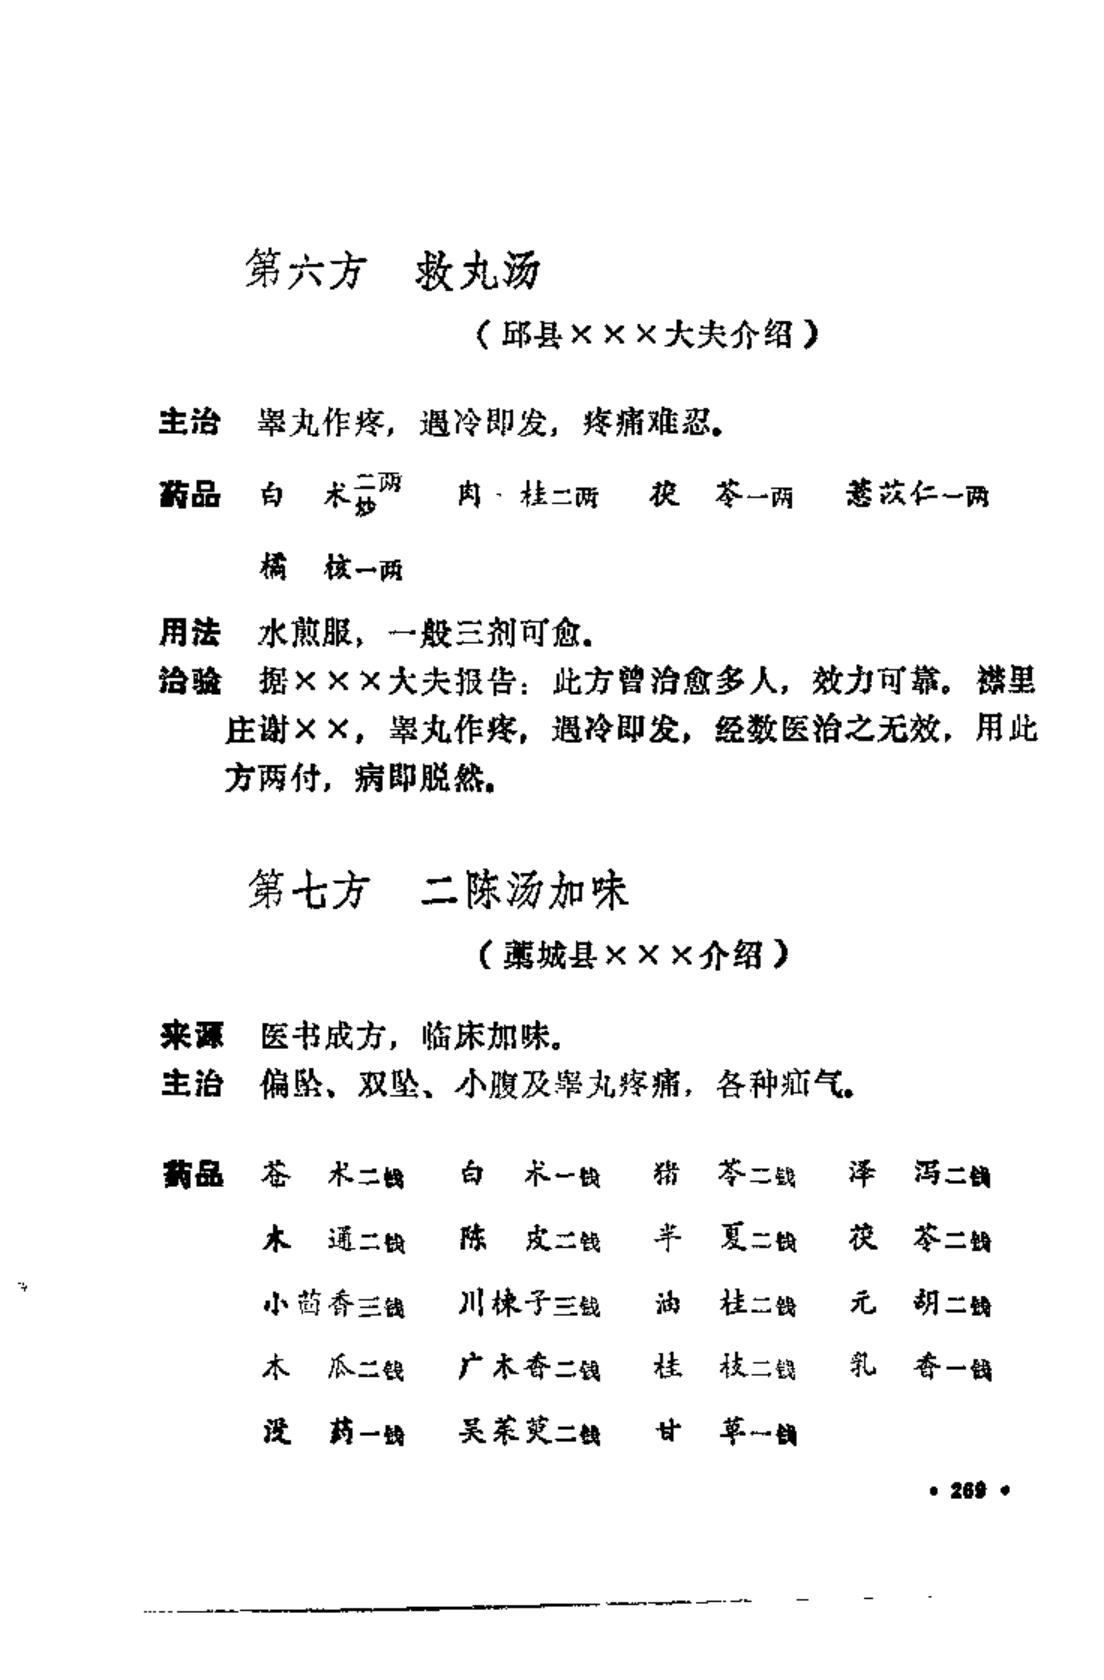 第六方 救丸汤
（邱县×××大夫介绍）
主治 睾丸作疼，遇冷即发，疼痛难忍。
药品 白术二两炒 肉桂二两 茯苓一两 薏苡仁一两
橘核一两
用法 水煎服，一般三剂可愈。
治验 据×××大夫报告：此方曾治愈多人，效力可靠。襟里
庄谢××，睾丸作疼，遇冷即发，经数医治之无效，用此
方两付，病即脱然。
第七方 二陈汤加味
（藁城县×××介绍）
来源 医书成方，临床加味。
主治 偏坠、双坠、小腹及睾丸疼痛，各种疝气。
药品 苍术二钱 白术一钱 猪苓二钱 泽泻二钱
木通二钱 陈皮二钱 半夏二钱 茯苓二钱
小茴香三钱 川楝子三钱 油桂二钱 元胡二钱
木瓜二钱 广木香二钱 桂枝二钱 乳香一钱
没药一钱 吴茱萸二钱 甘草一钱
• 269 •